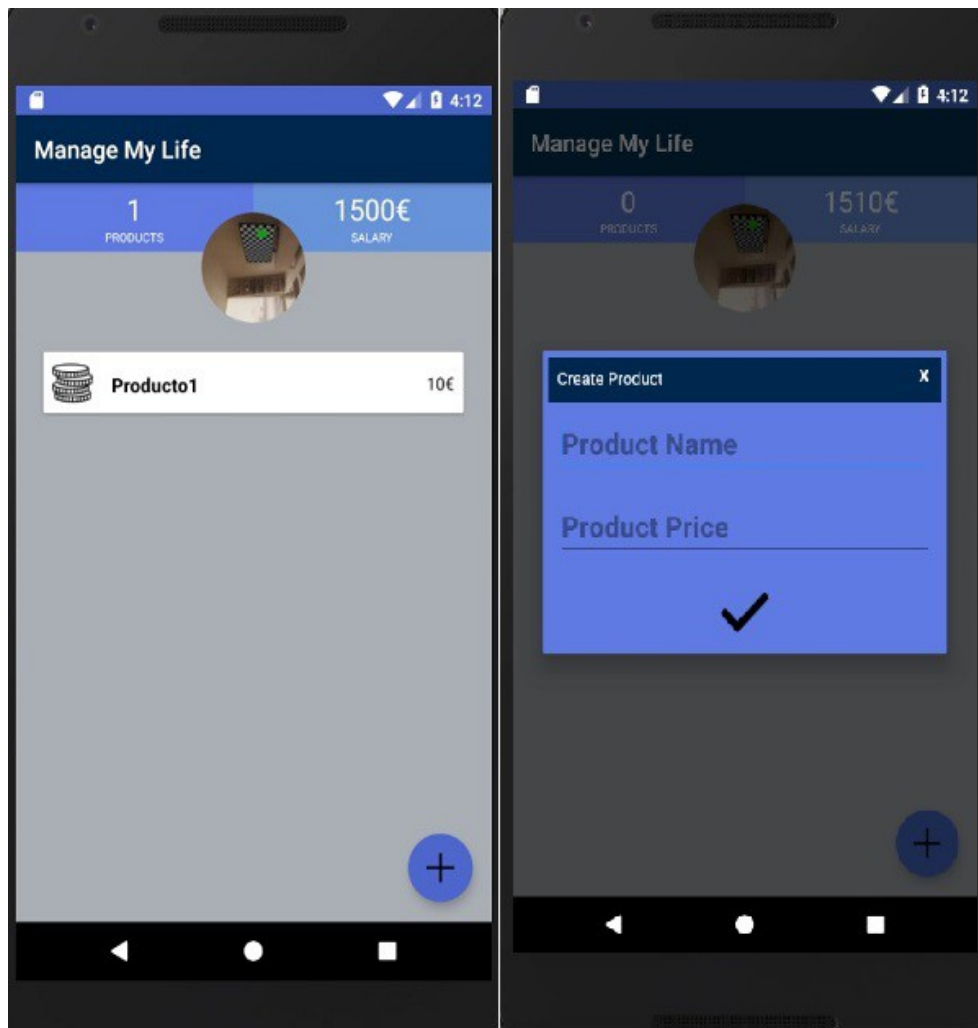 4:12
Manage My Life
1
PRODUCTS
1500€
SALARY
Producto1
10€
4:12
Manage My Life
0
PRODUCTS
1510€
SALARY
Create Product
X
Product Name
Product Price